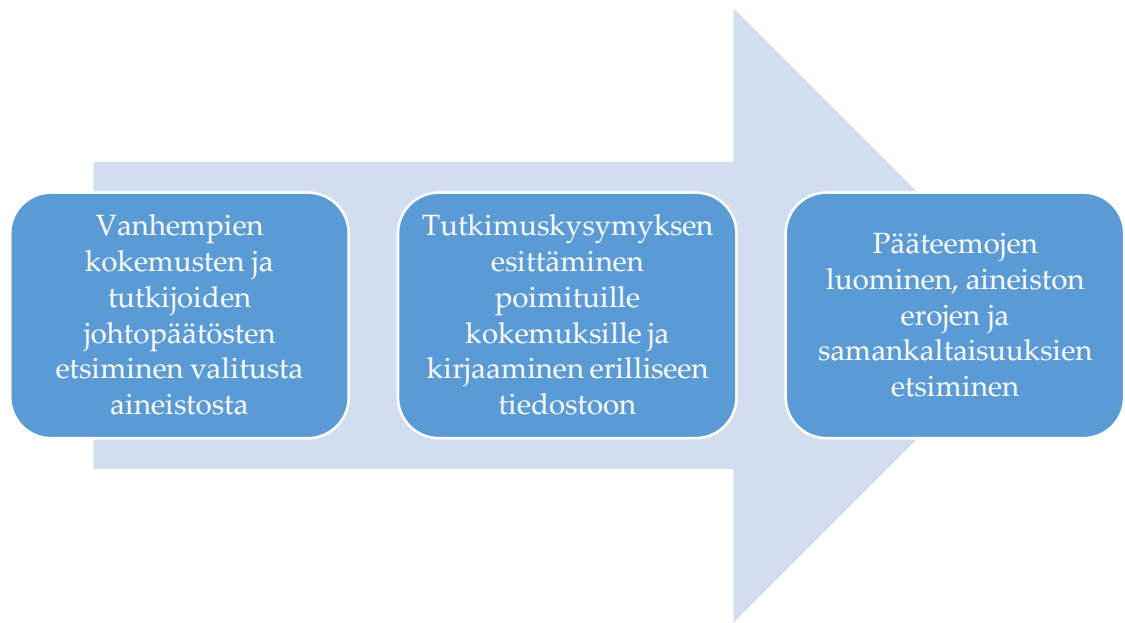 Vanhempien
kokemusten ja
tutkijoiden
johtopäätösten
etsiminen valitusta
aineistosta
Tutkimuskysymyksen
esittäminen
poimituille
kokemuksille ja
kirjaaminen erilliseen
tiedostoon
Pääteemojen
luominen, aineiston
erojen ja
samankaltaisuuksien
etsiminen